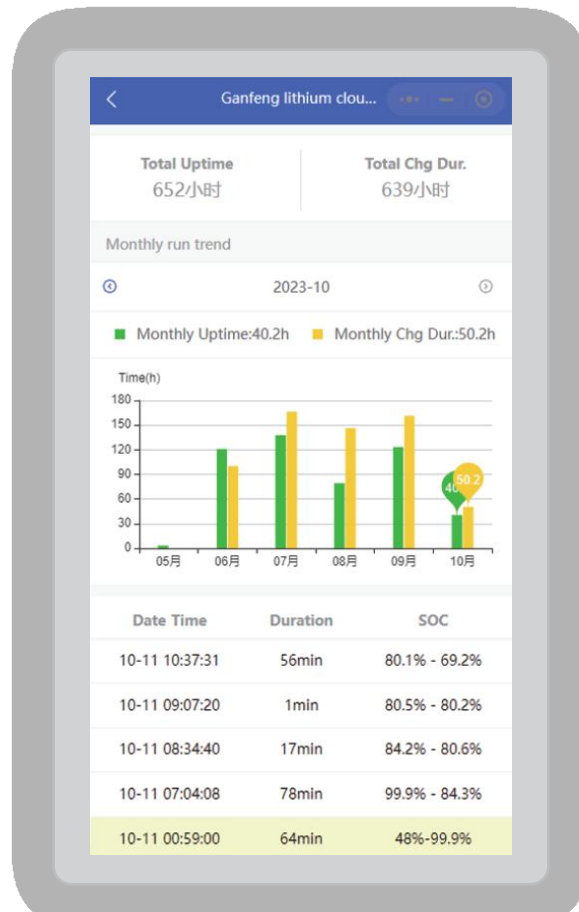 Ganfeng lithium clou...
Total Uptime Total Chg Dur.
652小时 639小时
Monthly run trend
2023-10
Monthly Uptime:40.2h Monthly Chg Dur.:50.2h
Time(h)
180
150
120
90
60
30
0
40 50.2
05月 06月 07月 08月 09月 10月
Date Time Duration SOC
10-11 10:37:31 56min 80.1% - 69.2%
10-11 09:07:20 1min 80.5% - 80.2%
10-11 08:34:40 17min 84.2% - 80.6%
10-11 07:04:08 78min 99.9% - 84.3%
10-11 00:59:00 64min 48%-99.9%